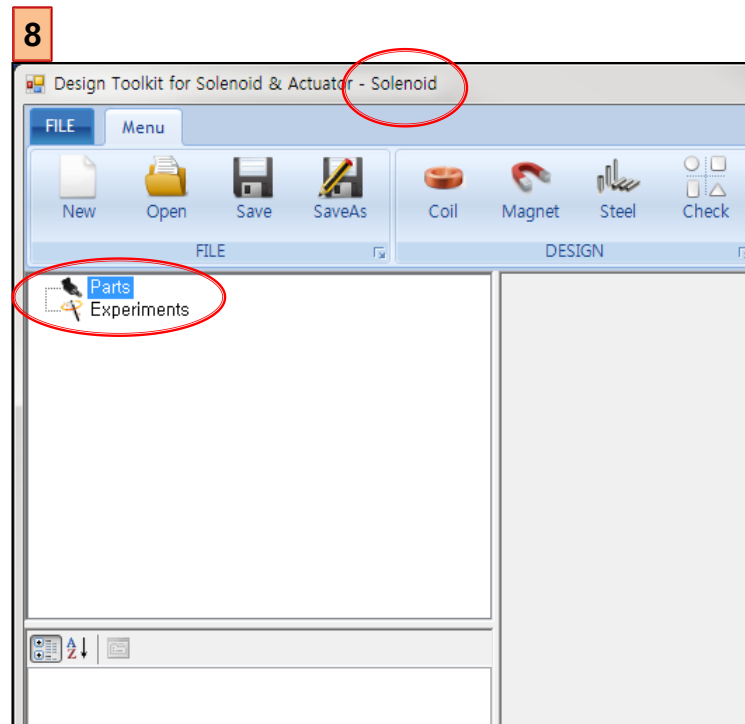 8
Design Toolkit for Solenoid & Actuator - Solenoid
FILE Menu
New Open Save SaveAs Coil Magnet Steel Check
FILE DESIGN
Parts
Experiments
A
Z